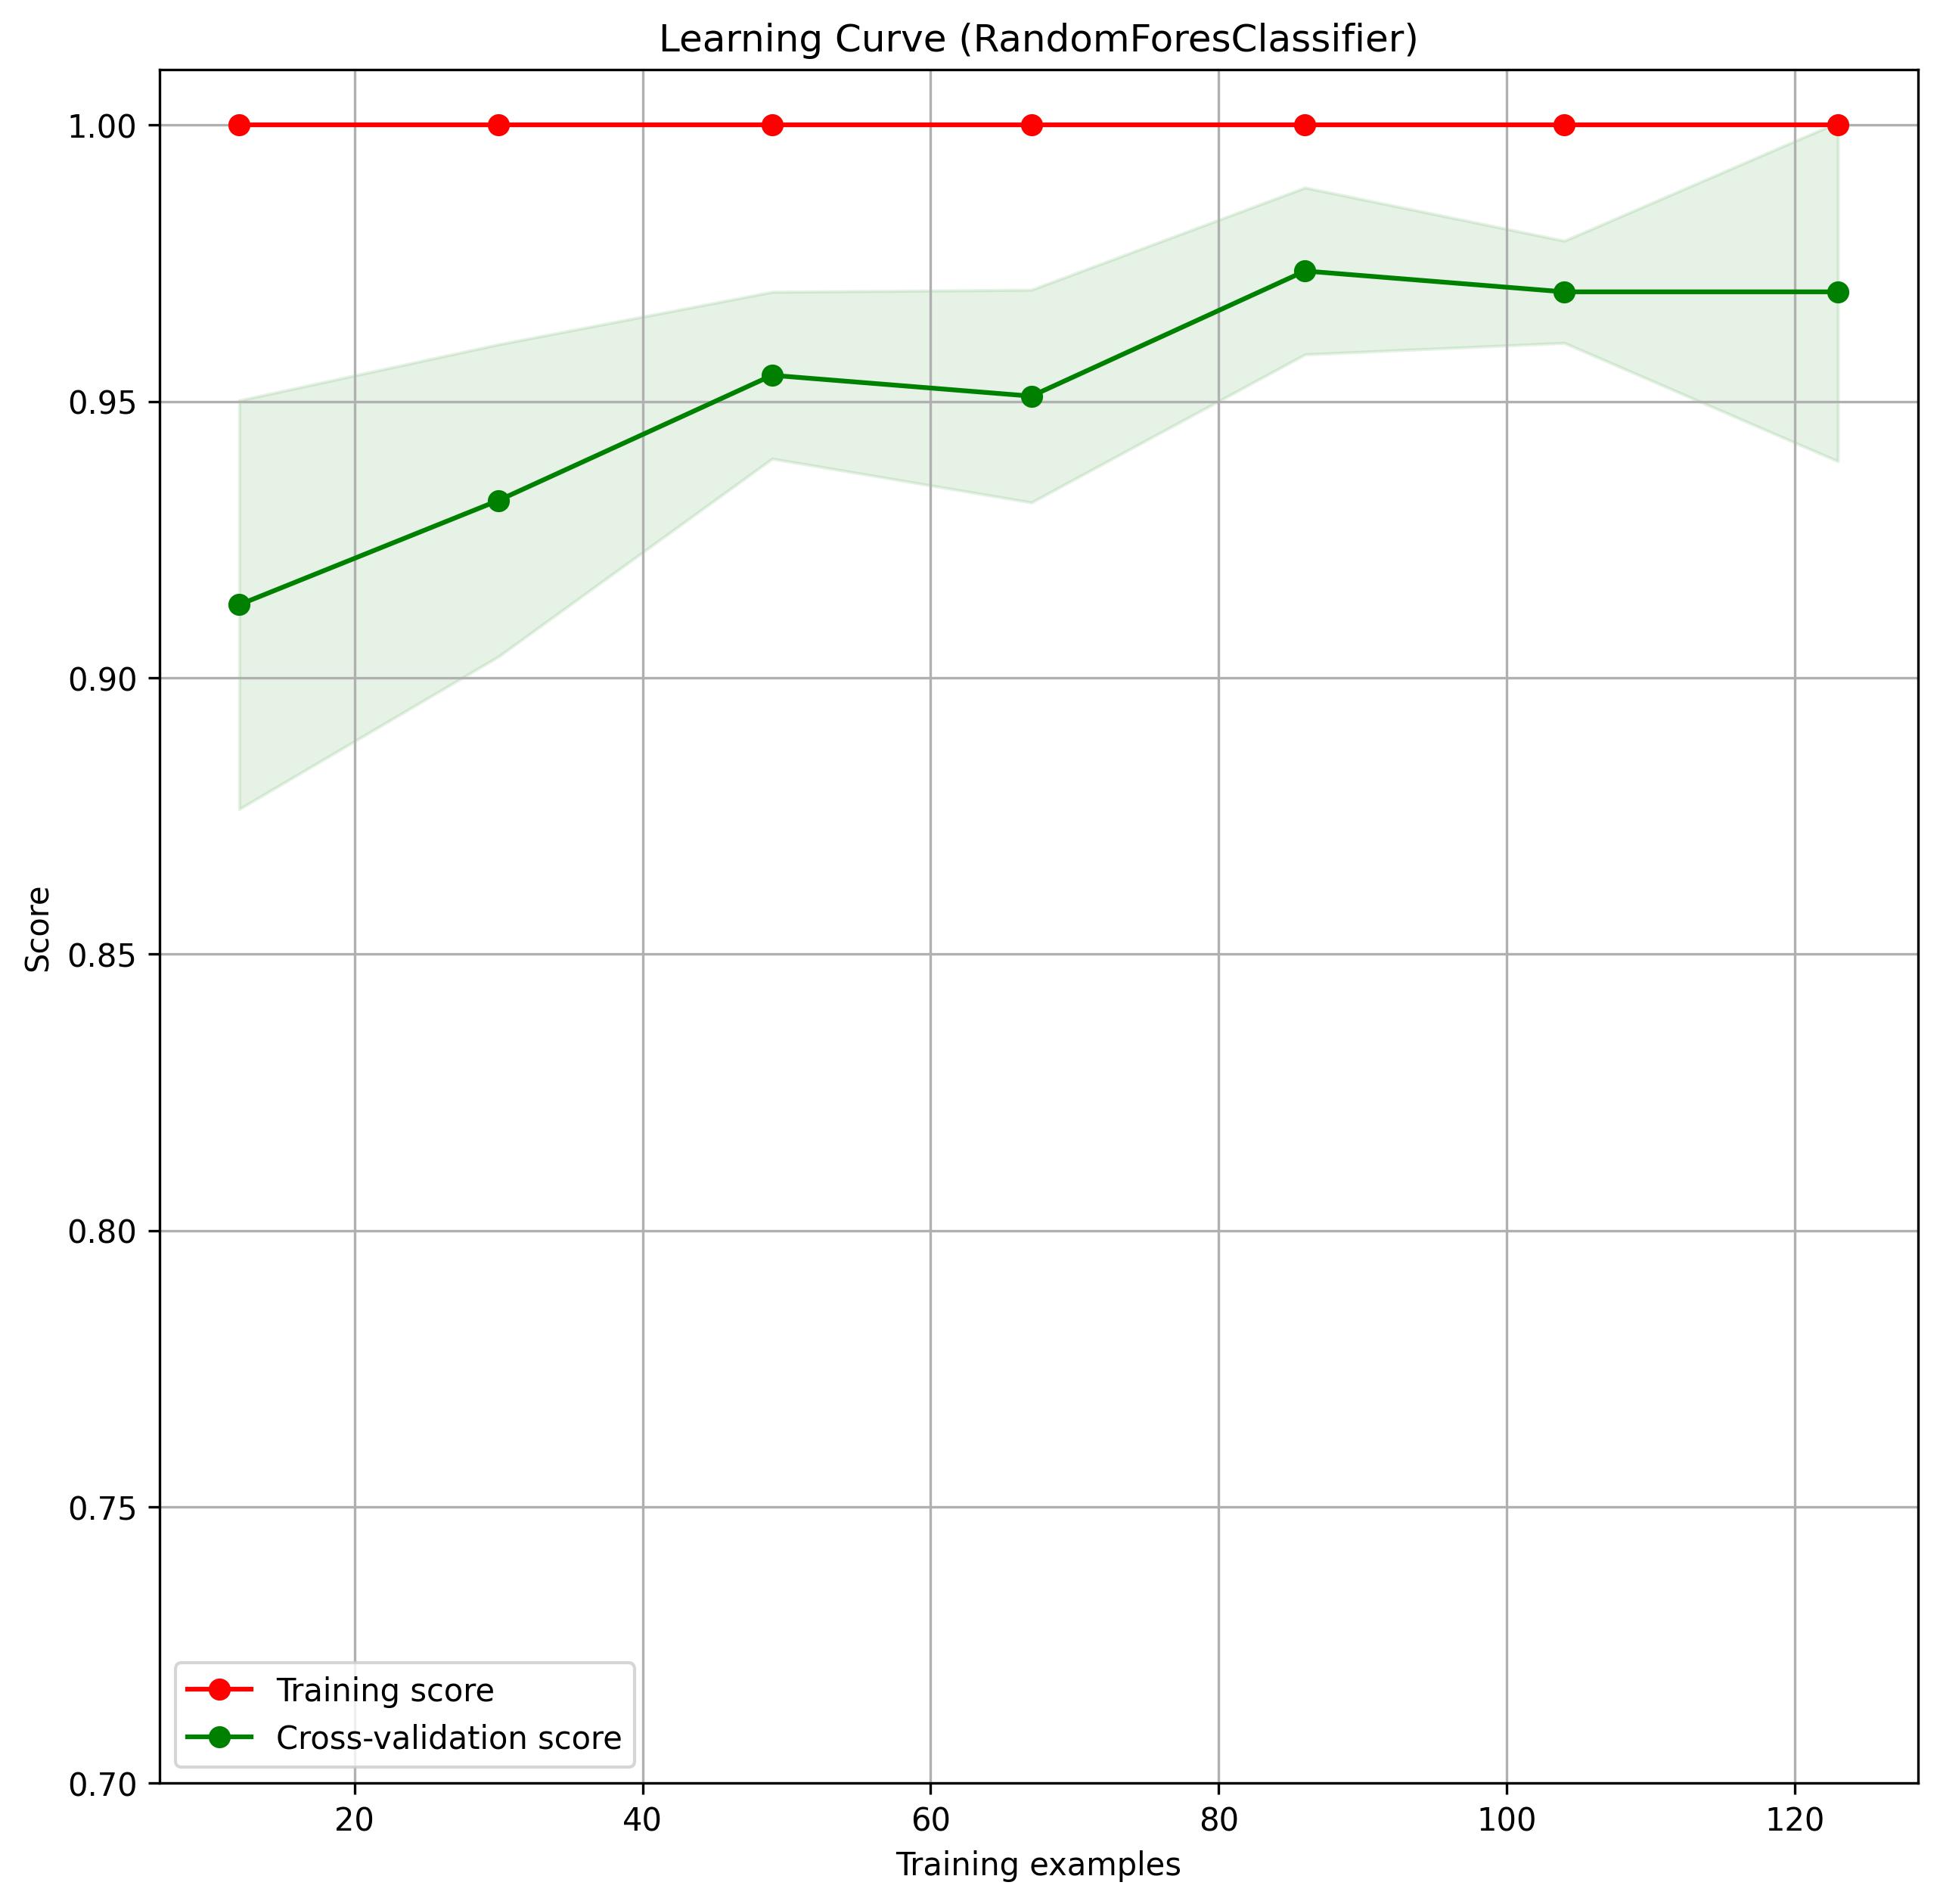 Learning Curve (RandomForesClassifier)
1.00
0.95
0.90
0.85
0.80
0.75
0.70
Score
Training score
Cross-validation score
20 40 60 80 100 120
Training examples